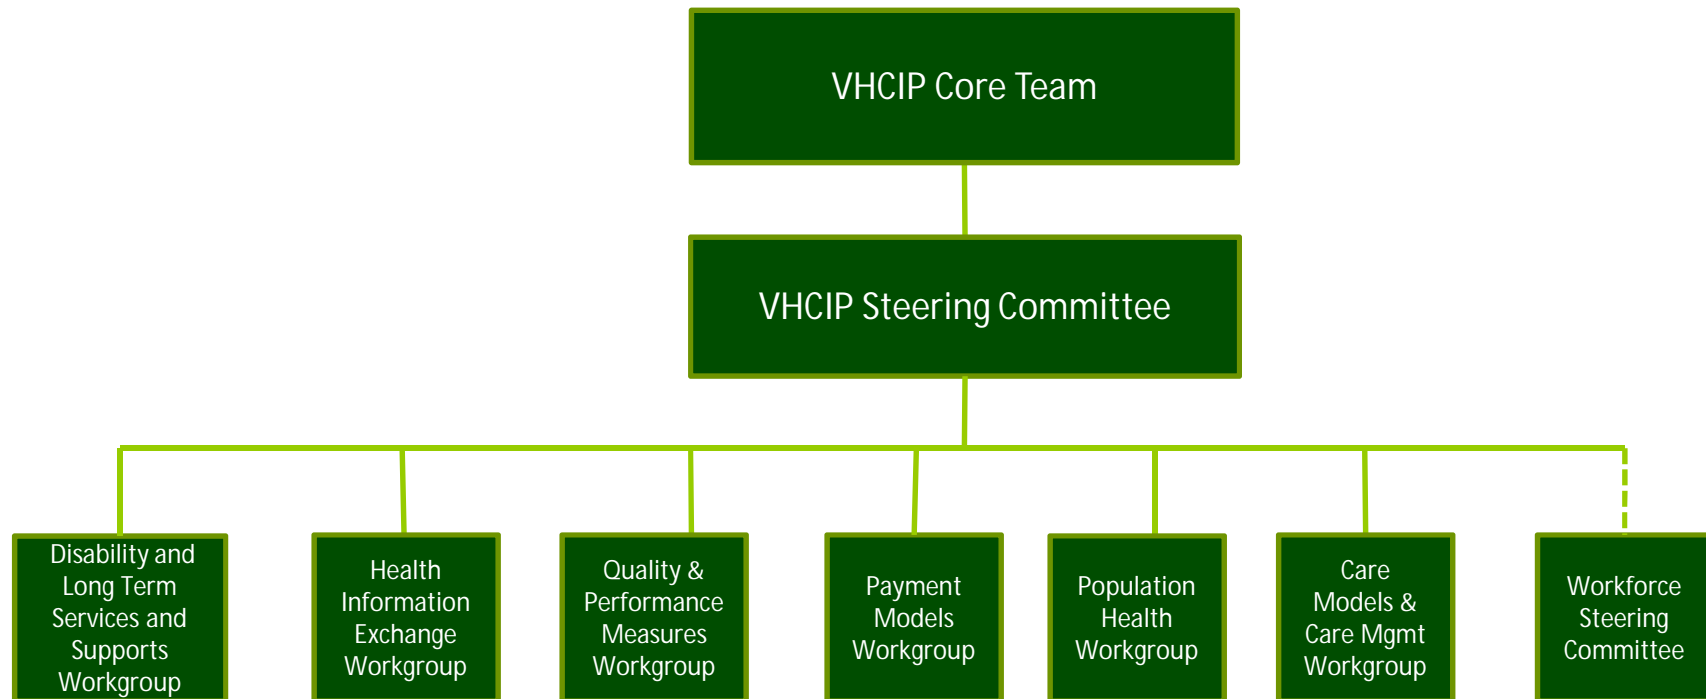 VHCIP Core Team
VHCIP Steering Committee
Disability and
Long Term
Services and
Supports
Workgroup
Health
Information
Exchange
Workgroup
Quality &
Performance
Measures
Workgroup
Payment
Models
Workgroup
Population
Health
Workgroup
Care
Models &
Care Mgmt
Workgroup
Workforce
Steering
Committee